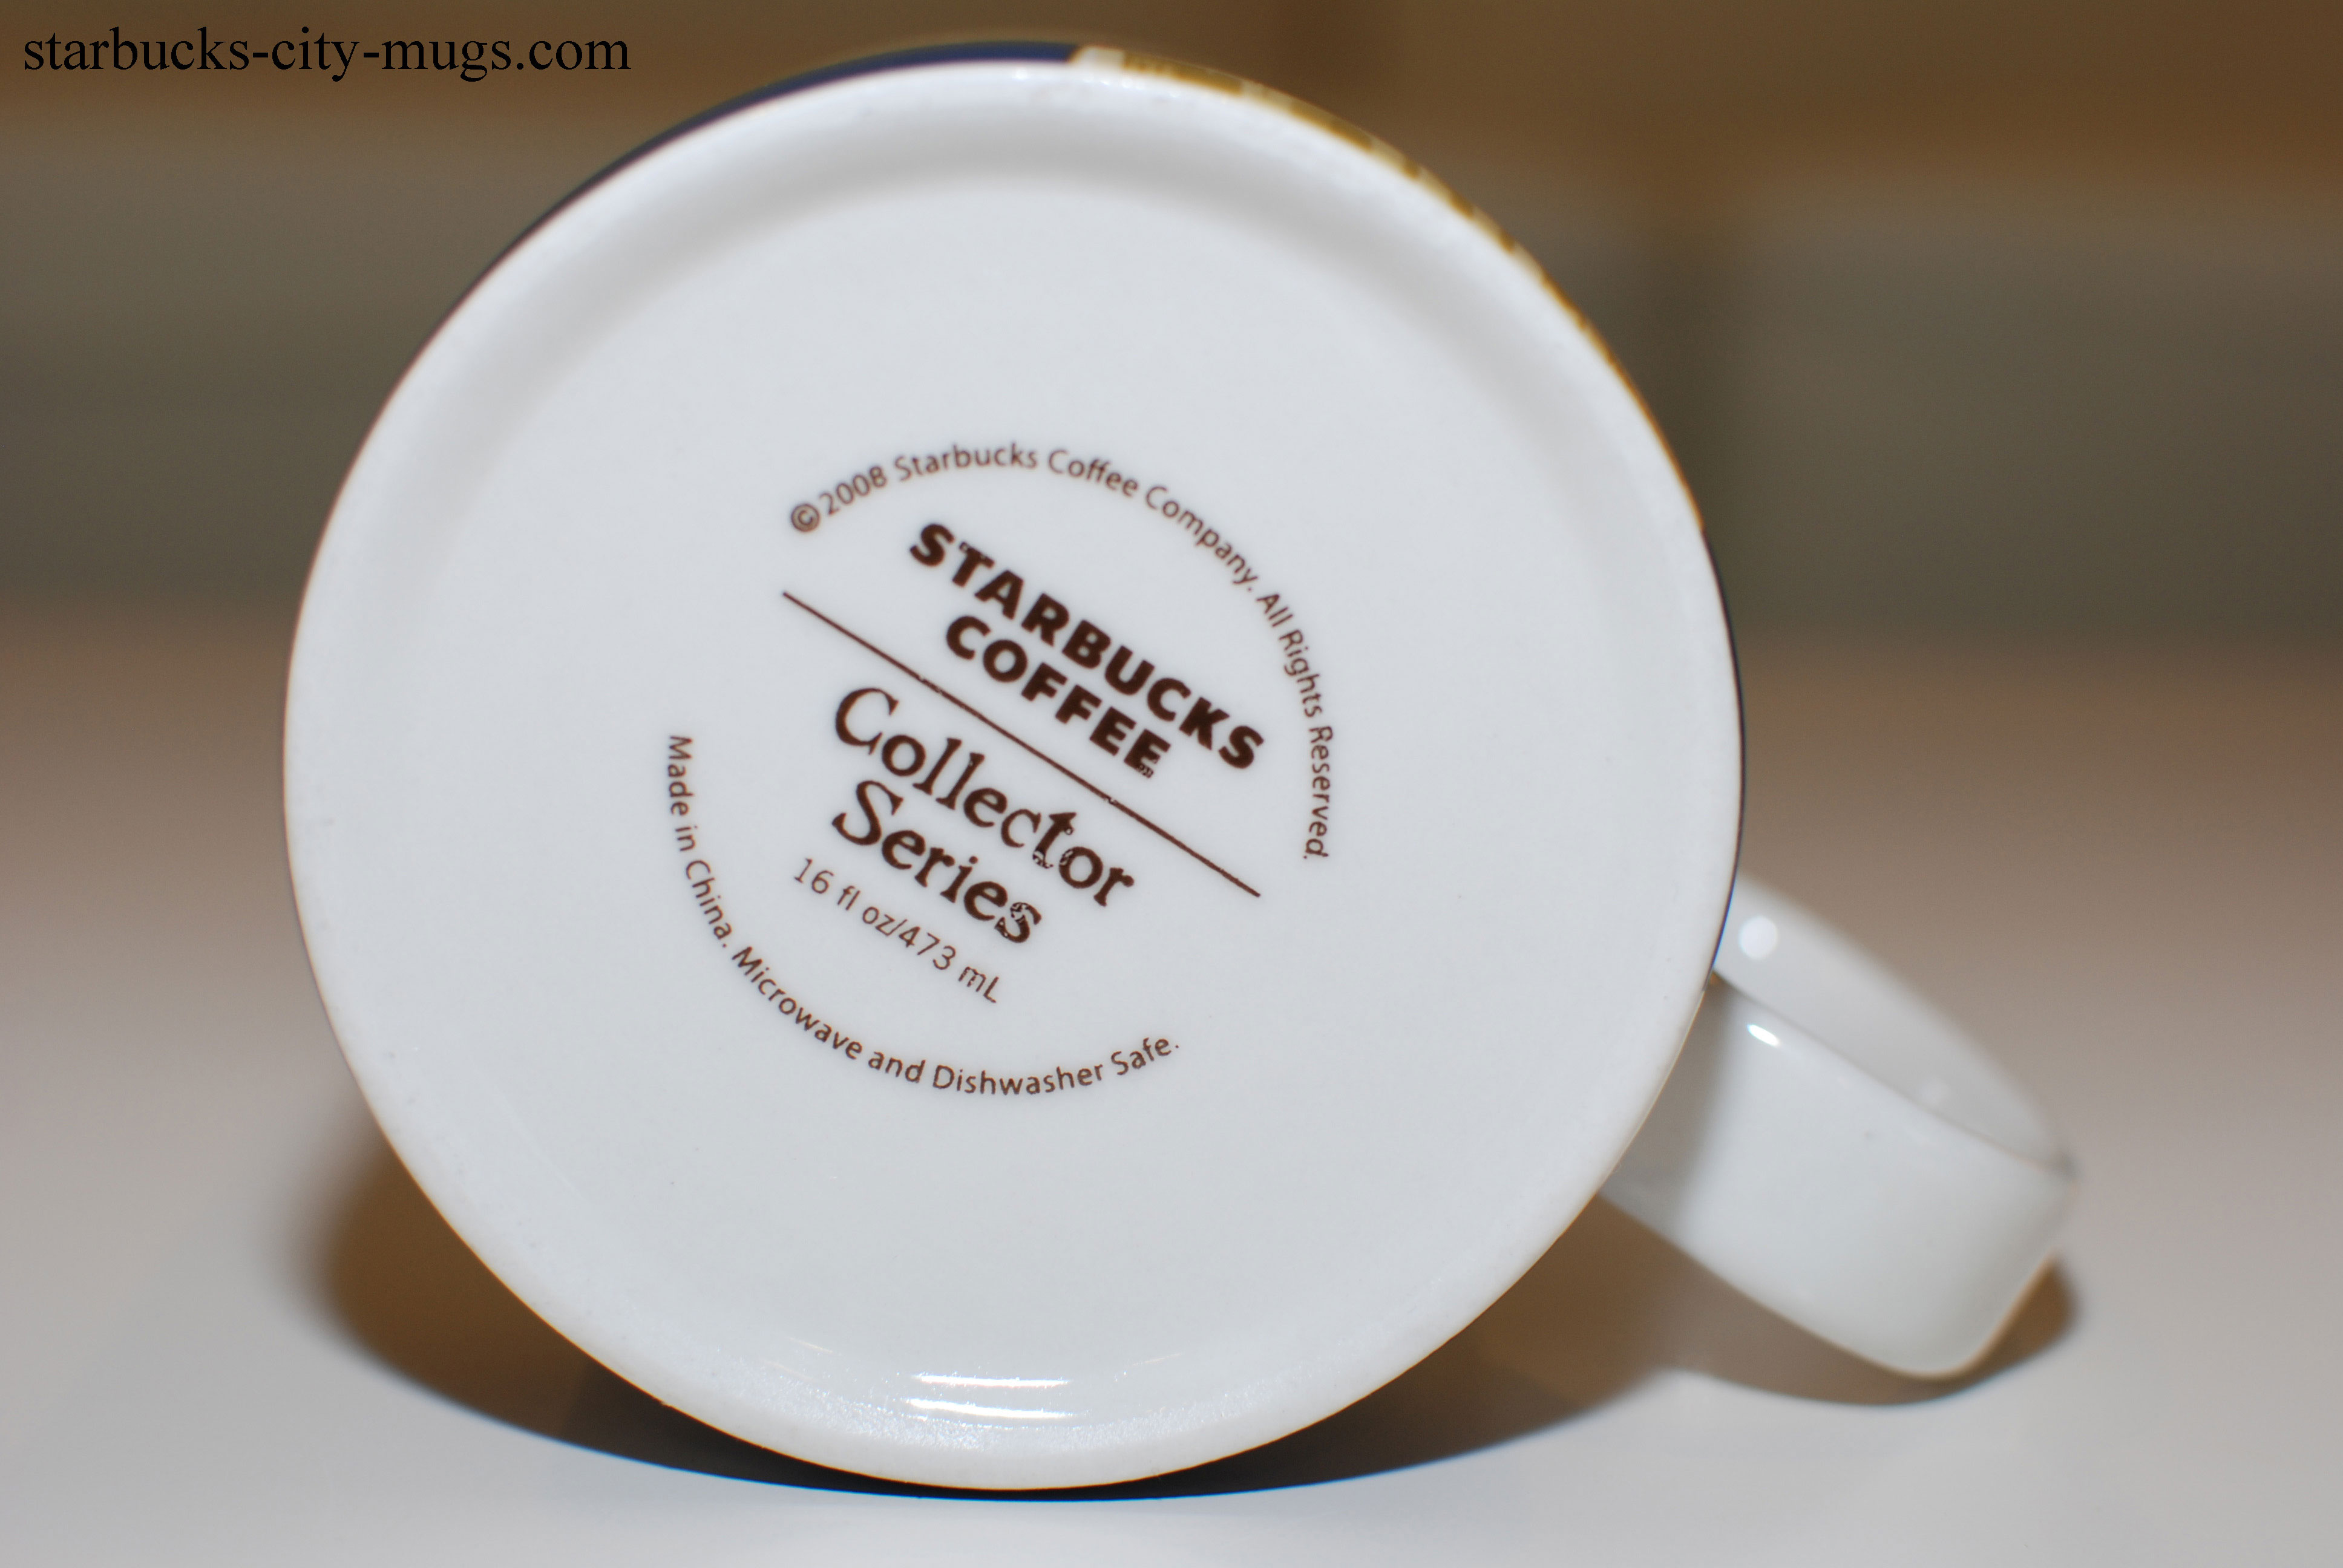 starbucks-city-mugs.com
©2008 Starbucks Coffee Company. All Rights Reserved.
STARBUCKS
COFFEE
Collector
Series
16 fl oz/473 mL
Made in China. Microwave and Dishwasher Safe.